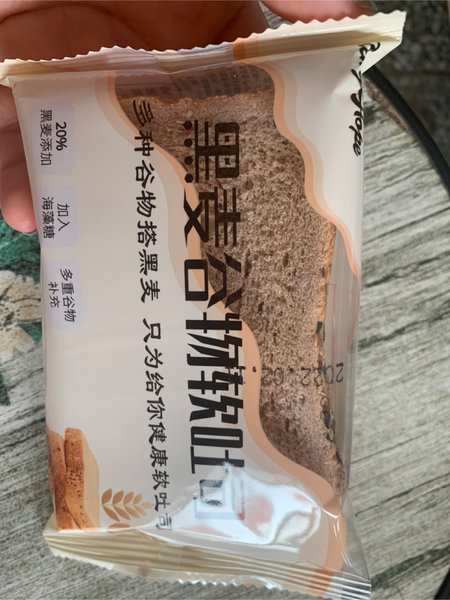 黑麦谷物软吐司
多种谷物搭黑麦 只为给你健康软吐司
20%
黑麦添加
加入
海藻糖
多重谷物
补充